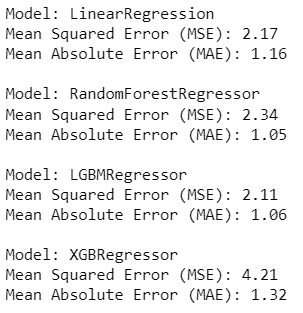 Model: LinearRegression
Mean Squared Error (MSE): 2.17
Mean Absolute Error (MAE): 1.16
Model: RandomForestRegressor
Mean Squared Error (MSE): 2.34
Mean Absolute Error (MAE): 1.05
Model: LGBMRegressor
Mean Squared Error (MSE): 2.11
Mean Absolute Error (MAE): 1.06
Model: XGBRegressor
Mean Squared Error (MSE): 4.21
Mean Absolute Error (MAE): 1.32